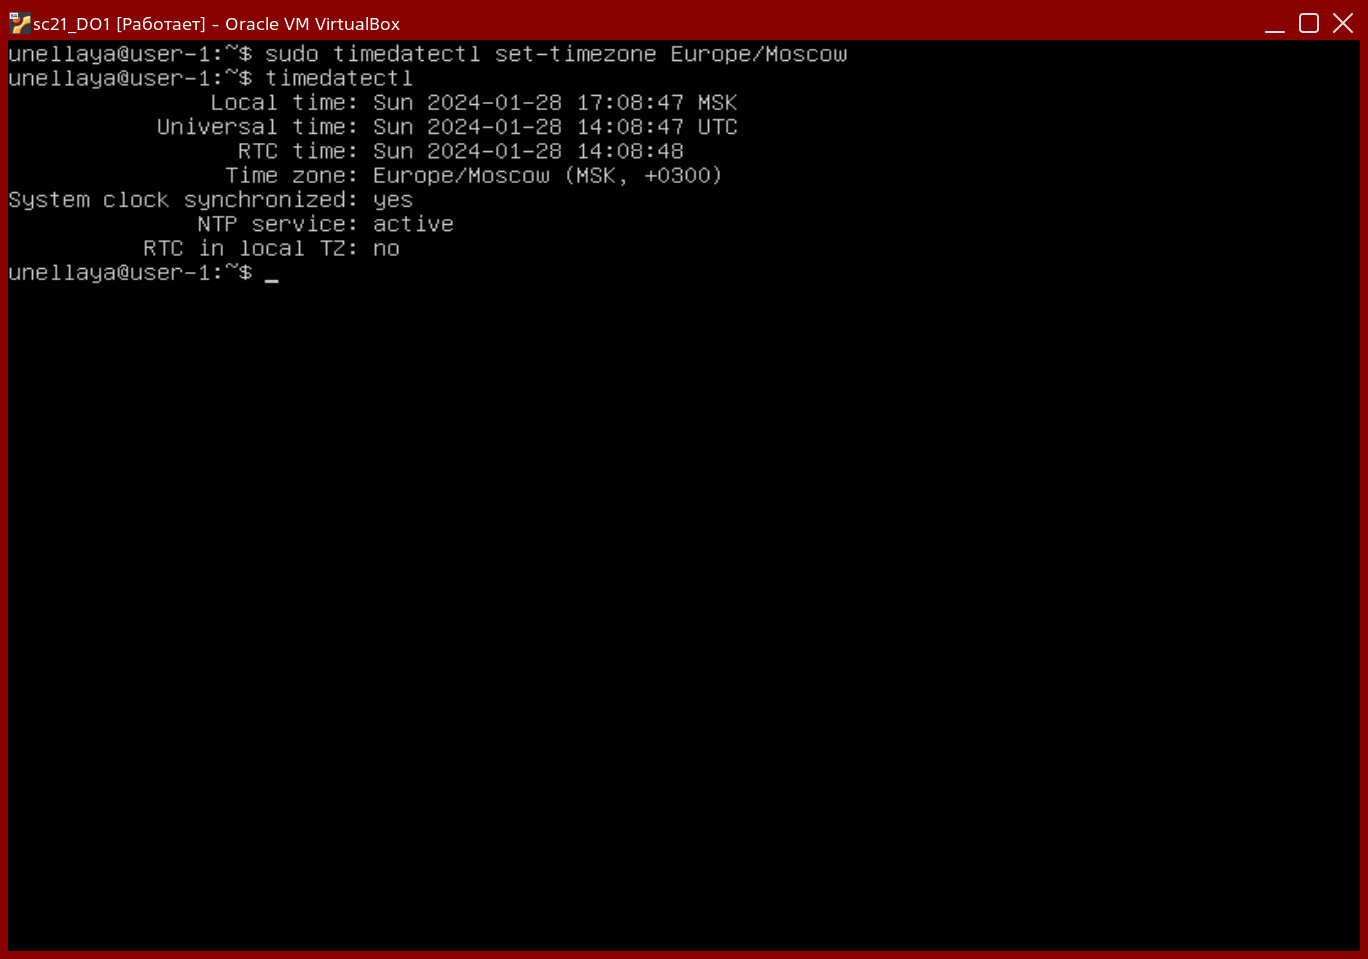 sc21_DO1 [Работает] - Oracle VM VirtualBox
unellaya@user-1:~$ sudo timedatectl set-timezone Europe/Moscow
unellaya@user-1:~$ timedatectl
Local time: Sun 2024-01-28 17:08:47 MSK
Universal time: Sun 2024-01-28 14:08:47 UTC
RTC time: Sun 2024-01-28 14:08:48
Time zone: Europe/Moscow (MSK, +0300)
System clock synchronized: yes
NTP service: active
RTC in local TZ: no
unellaya@user-1:~$ _